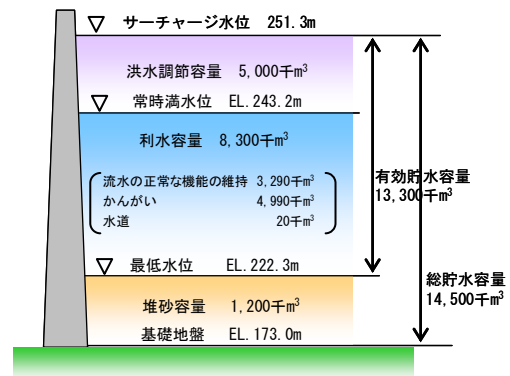 サーチャージ水位 251.3m
洪水調節容量 5,000千m³
常時満水位 EL.243.2m
利水容量 8,300千m³
流水の正常な機能の維持 3,290千m³
かんがい 4,990千m³
水道 20千m³
有効貯水容量
13,300千m³
最低水位 EL.222.3m
総貯水容量
14,500千m³
堆砂容量 1,200千m³
基礎地盤 EL.173.0m